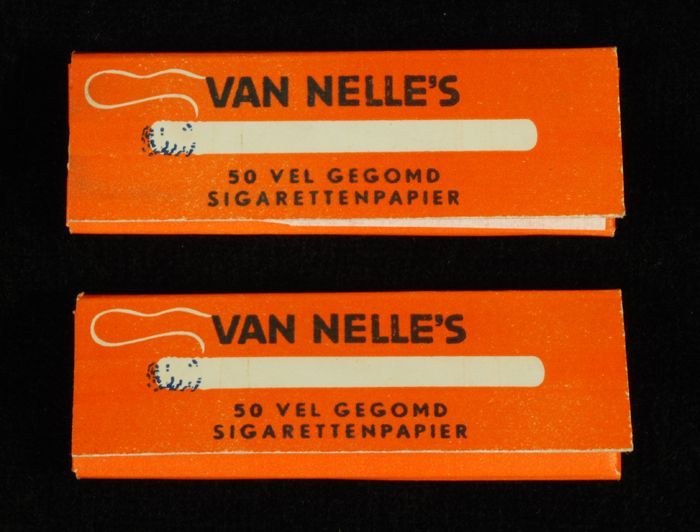 VAN NELLE'S
50 VEL GEGOMD
SIGARETTENPAPIER
VAN NELLE'S
50 VEL GEGOMD
SIGARETTENPAPIER